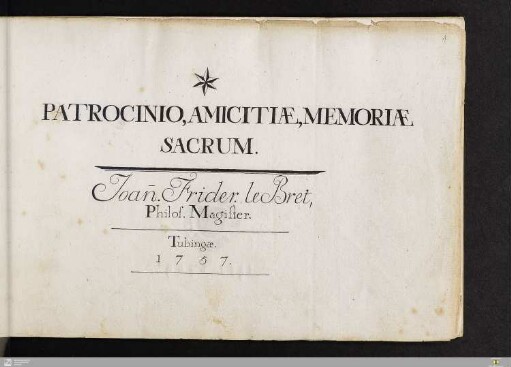 PATROCINIO, AMICITIÆ, MEMORIÆ
SACRUM.
Joan̄. Frider. le Bret,
Philoſ. Magiſter.
Tubingæ.
1 7 5 7.